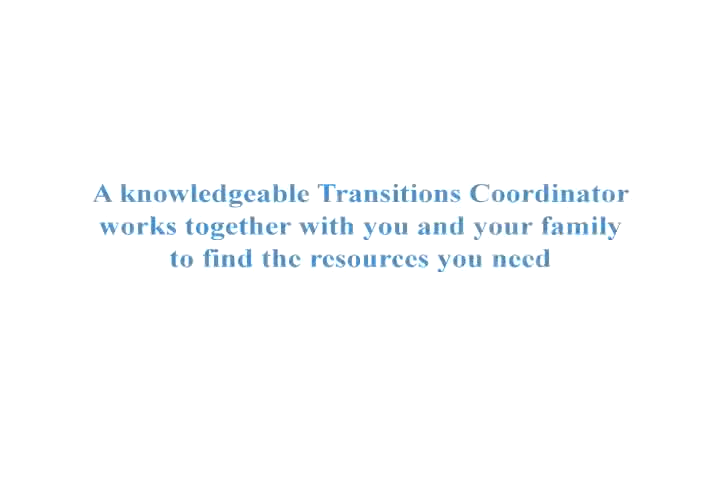 A knowledgeable Transitions Coordinator
works together with you and your family
to find the resources you need